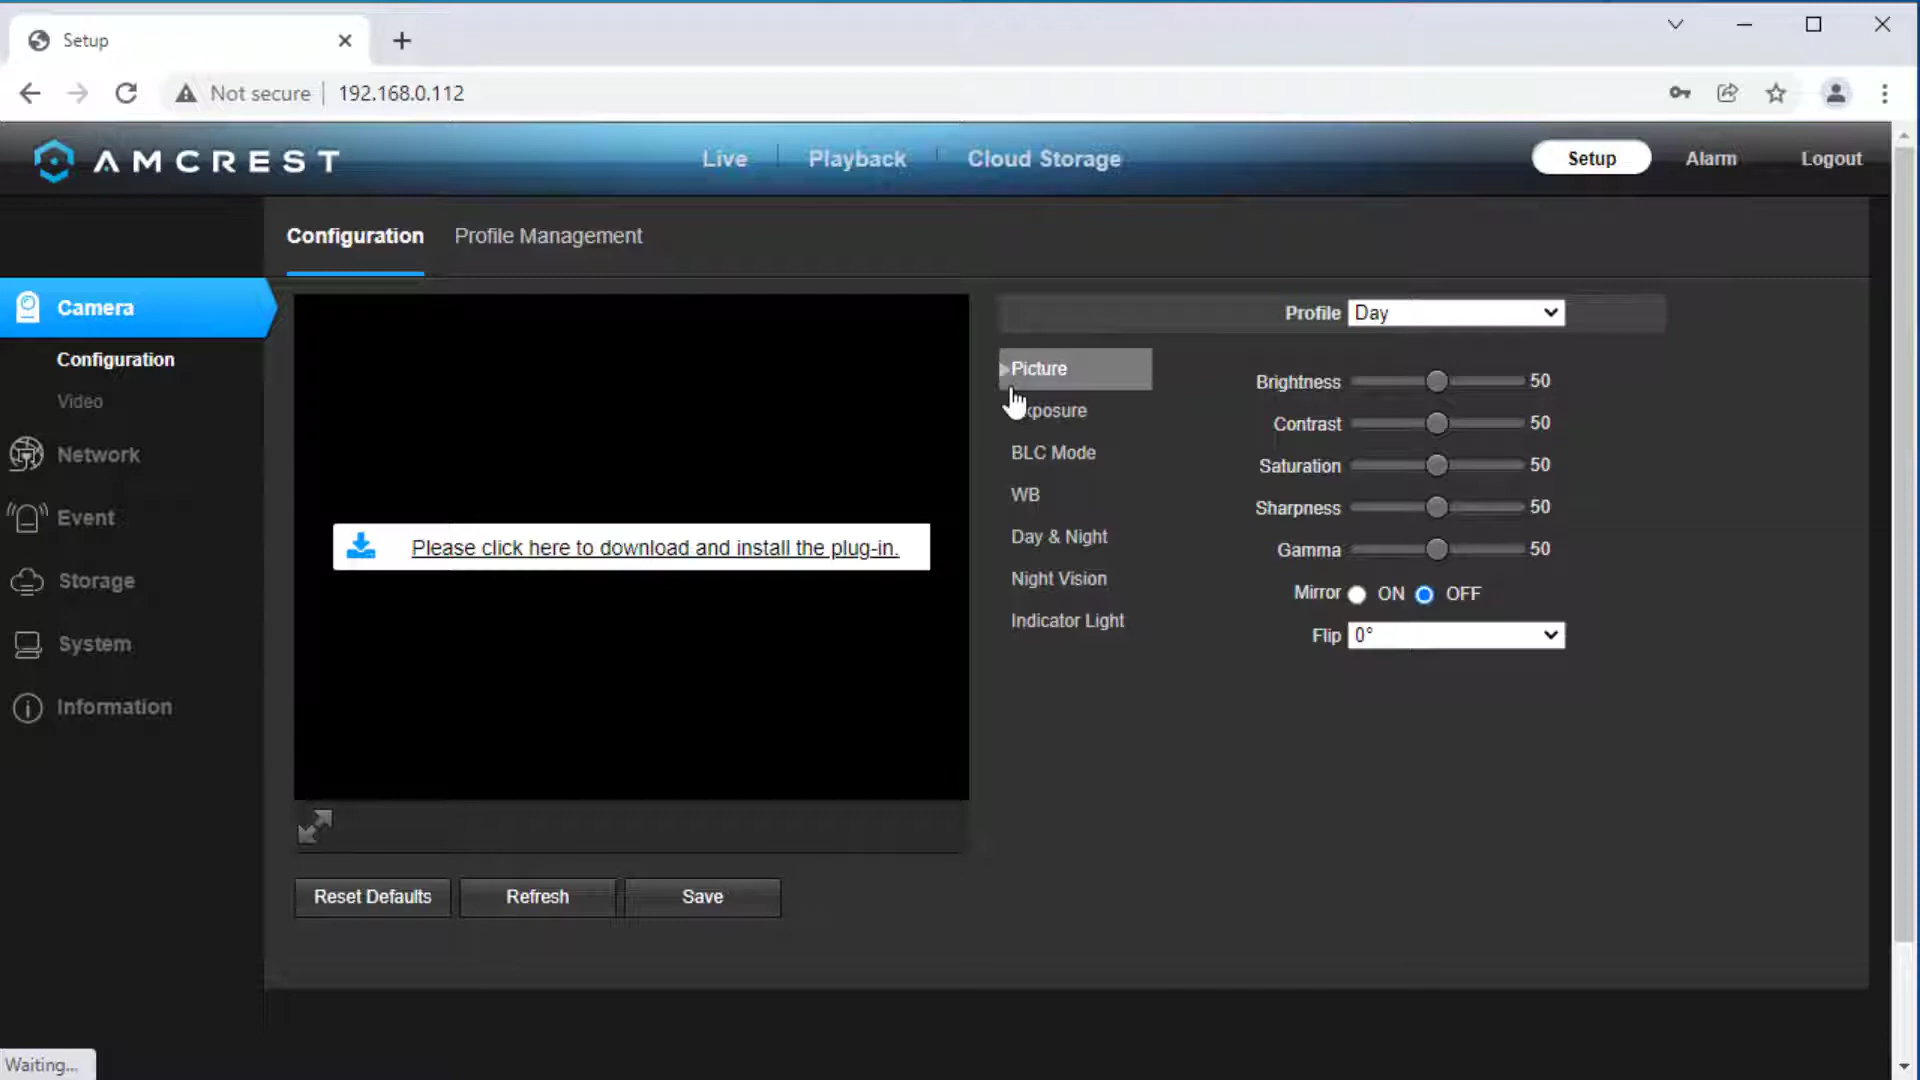 Setup
Not secure
192.168.0.112
AMCREST
Live
Playback
Cloud Storage
Setup
Alarm
Logout
Configuration
Profile Management
Camera
Configuration
Video
Network
Event
Storage
System
Information
Please click here to download and install the plug-in.
Reset Defaults
Refresh
Save
Profile
Day
Picture
xposure
BLC Mode
WB
Day & Night
Night Vision
Indicator Light
Brightness
50
Contrast
50
Saturation
50
Sharpness
50
Gamma
50
Mirror
ON
OFF
Flip
0°
Waiting...